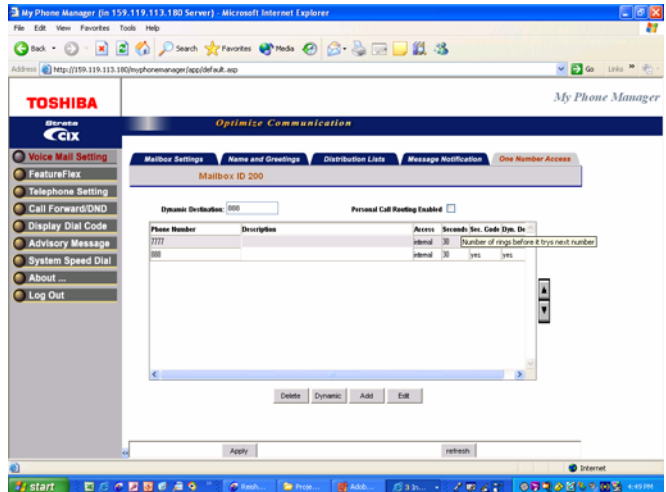 My Phone Manager (in 159.119.113.180 Server) - Microsoft Internet Explorer
File Edit View Favorites Tools Help
Back Search Favorites Media
Address http://159.119.113.180/myphonemanager/app/default.asp Go Links »
TOSHIBA My Phone Manager
Strata CIX Optimize Communication
Voice Mail Setting
FeatureFlex
Telephone Setting
Call Forward/DND
Display Dial Code
Advisory Message
System Speed Dial
About ...
Log Out
Mailbox Settings Name and Greetings Distribution Lists Message Notification One Number Access
Mailbox ID 200
Dynamic Destination: 888 Personal Call Routing Enabled
Phone Number Description Access Seconds Sec. Code Dyn. De
7777 internal 30 Number of rings before it trys next number
888 internal 30 yes yes
Delete Dynamic Add Edit
Apply refresh
Internet
start Proje... Adob... 6:49 PM